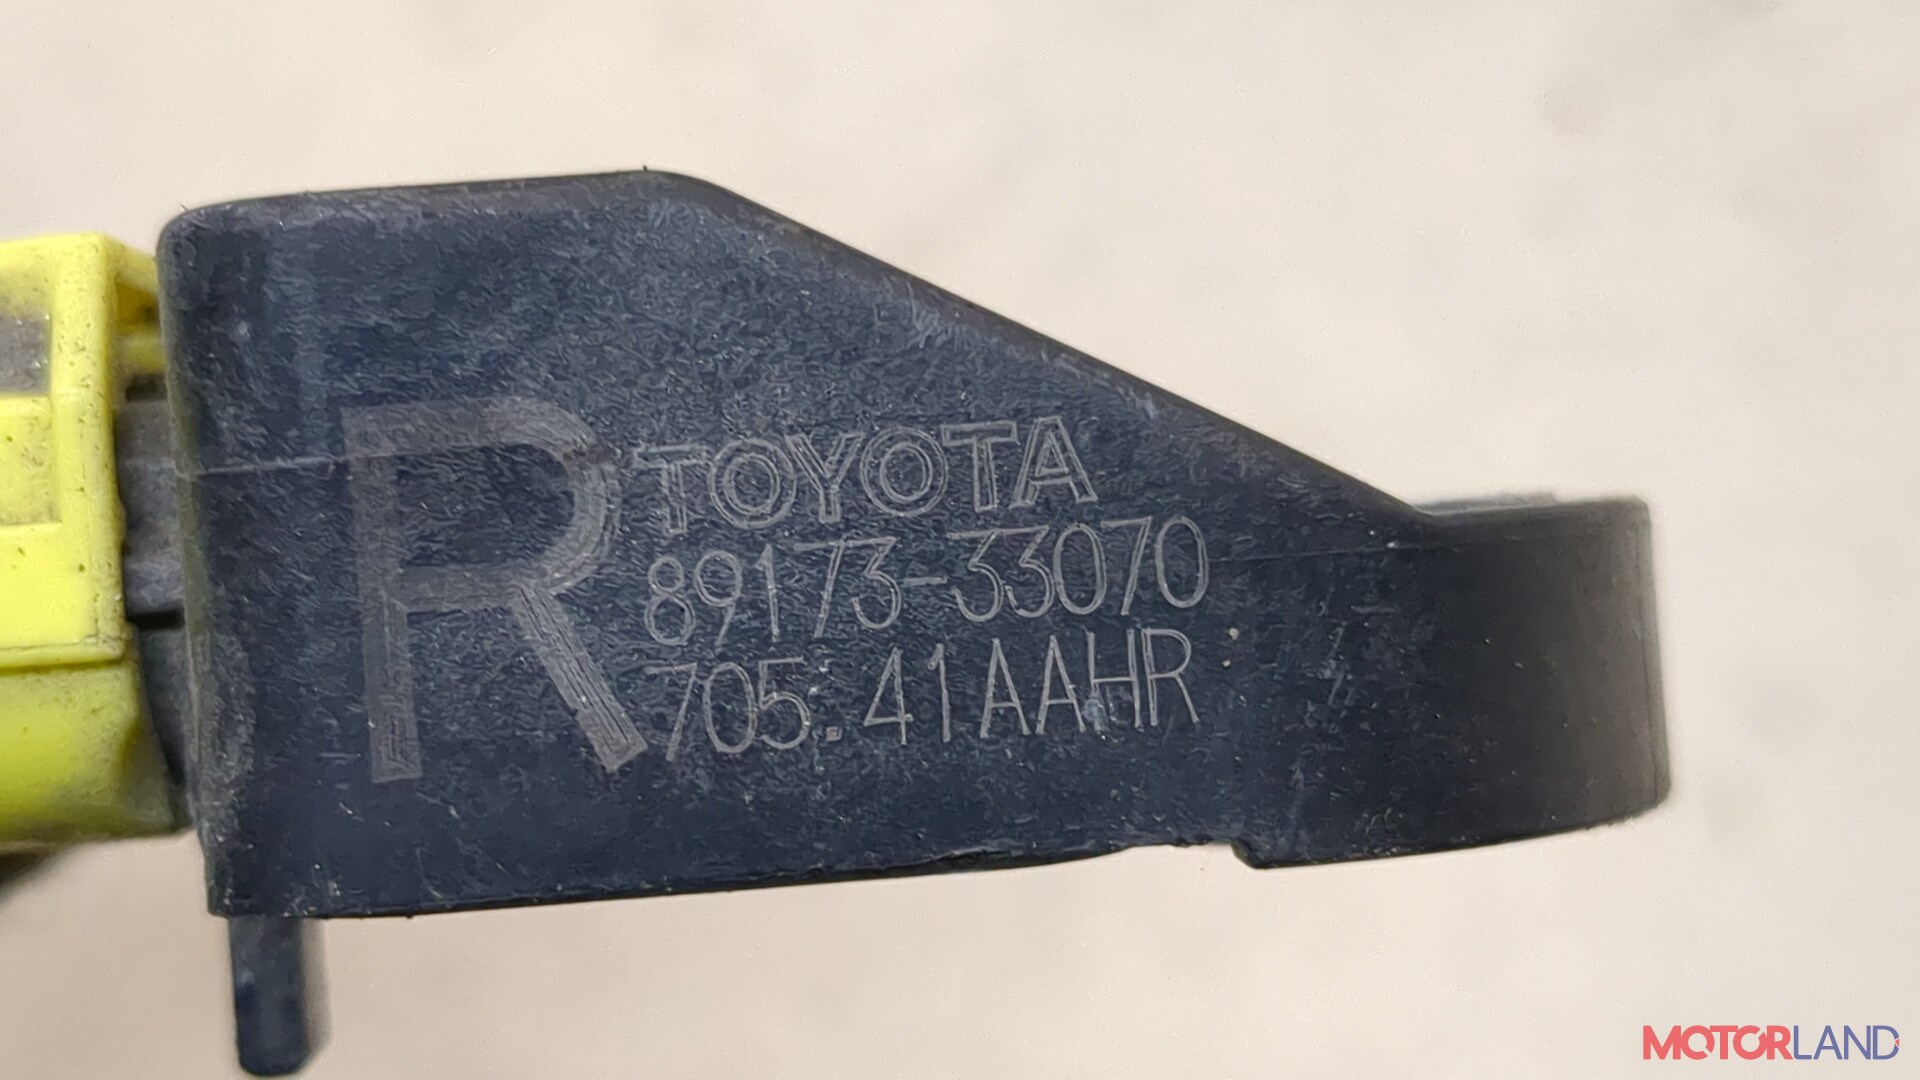 R
TOYOTA
89173-33070
705.41AAHR
MOTORLAND